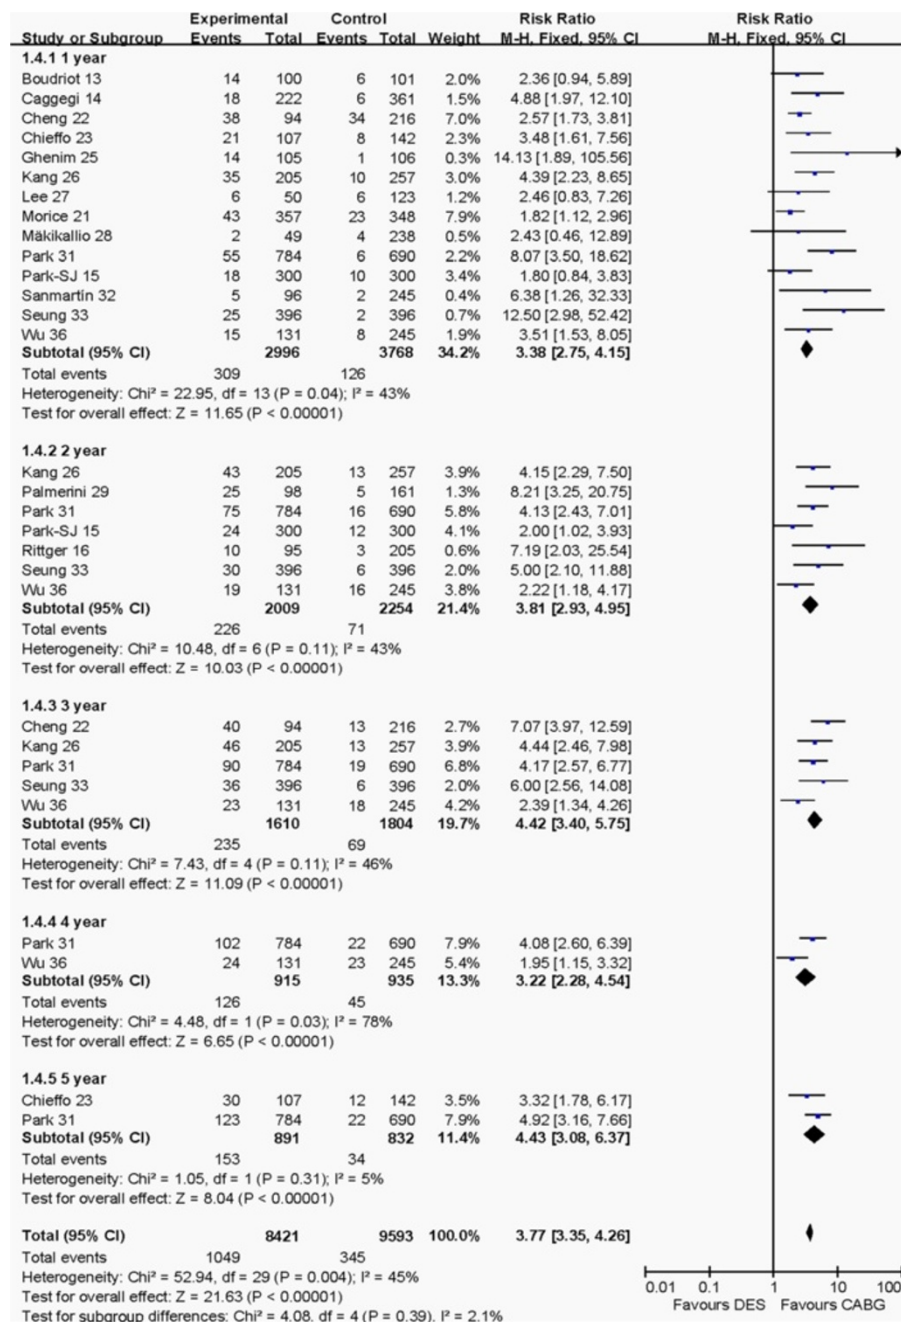 Experimental Control Risk Ratio Risk Ratio
Study or Subgroup Events Total Events Total Weight M-H, Fixed, 95% CI M-H, Fixed, 95% CI
1.4.1 1 year
Boudriot 13 14 100 6 101 2.0% 2.36 [0.94, 5.89]
Caggegi 14 18 222 6 361 1.5% 4.88 [1.97, 12.10]
Cheng 22 38 94 34 216 7.0% 2.57 [1.73, 3.81]
Chieffo 23 21 107 8 142 2.3% 3.48 [1.61, 7.56]
Ghenim 25 14 105 1 106 0.3% 14.13 [1.89, 105.56]
Kang 26 35 205 10 257 3.0% 4.39 [2.23, 8.65]
Lee 27 6 50 6 123 1.2% 2.46 [0.83, 7.26]
Morice 21 43 357 23 348 7.9% 1.82 [1.12, 2.96]
Mäkikallio 28 2 49 4 238 0.5% 2.43 [0.46, 12.89]
Park 31 55 784 6 690 2.2% 8.07 [3.50, 18.62]
Park-SJ 15 18 300 10 300 3.4% 1.80 [0.84, 3.83]
Sanmartín 32 5 96 2 245 0.4% 6.38 [1.26, 32.33]
Seung 33 25 396 2 396 0.7% 12.50 [2.98, 52.42]
Wu 36 15 131 8 245 1.9% 3.51 [1.53, 8.05]
Subtotal (95% CI) 2996 3768 34.2% 3.38 [2.75, 4.15]
Total events 309 126
Heterogeneity: Chi² = 22.95, df = 13 (P = 0.04); I² = 43%
Test for overall effect: Z = 11.65 (P < 0.00001)
1.4.2 2 year
Kang 26 43 205 13 257 3.9% 4.15 [2.29, 7.50]
Palmerini 29 25 98 5 161 1.3% 8.21 [3.25, 20.75]
Park 31 75 784 16 690 5.8% 4.13 [2.43, 7.01]
Park-SJ 15 24 300 12 300 4.1% 2.00 [1.02, 3.93]
Rittger 16 10 95 3 205 0.6% 7.19 [2.03, 25.54]
Seung 33 30 396 6 396 2.0% 5.00 [2.10, 11.88]
Wu 36 19 131 16 245 3.8% 2.22 [1.18, 4.17]
Subtotal (95% CI) 2009 2254 21.4% 3.81 [2.93, 4.95]
Total events 226 71
Heterogeneity: Chi² = 10.48, df = 6 (P = 0.11); I² = 43%
Test for overall effect: Z = 10.03 (P < 0.00001)
1.4.3 3 year
Cheng 22 40 94 13 216 2.7% 7.07 [3.97, 12.59]
Kang 26 46 205 13 257 3.9% 4.44 [2.46, 7.98]
Park 31 90 784 19 690 6.8% 4.17 [2.57, 6.77]
Seung 33 36 396 6 396 2.0% 6.00 [2.56, 14.08]
Wu 36 23 131 18 245 4.2% 2.39 [1.34, 4.26]
Subtotal (95% CI) 1610 1804 19.7% 4.42 [3.40, 5.75]
Total events 235 69
Heterogeneity: Chi² = 7.43, df = 4 (P = 0.11); I² = 46%
Test for overall effect: Z = 11.09 (P < 0.00001)
1.4.4 4 year
Park 31 102 784 22 690 7.9% 4.08 [2.60, 6.39]
Wu 36 24 131 23 245 5.4% 1.95 [1.15, 3.32]
Subtotal (95% CI) 915 935 13.3% 3.22 [2.28, 4.54]
Total events 126 45
Heterogeneity: Chi² = 4.48, df = 1 (P = 0.03); I² = 78%
Test for overall effect: Z = 6.65 (P < 0.00001)
1.4.5 5 year
Chieffo 23 30 107 12 142 3.5% 3.32 [1.78, 6.17]
Park 31 123 784 22 690 7.9% 4.92 [3.16, 7.66]
Subtotal (95% CI) 891 832 11.4% 4.43 [3.08, 6.37]
Total events 153 34
Heterogeneity: Chi² = 1.05, df = 1 (P = 0.31); I² = 5%
Test for overall effect: Z = 8.04 (P < 0.00001)
Total (95% CI) 8421 9593 100.0% 3.77 [3.35, 4.26]
Total events 1049 345
Heterogeneity: Chi² = 52.94, df = 29 (P = 0.004); I² = 45%
Test for overall effect: Z = 21.63 (P < 0.00001)
Test for subgroup differences: Chi² = 4.08, df = 4 (P = 0.39), I² = 2.1%
0.01 0.1 1 10 100
Favours DES Favours CABG